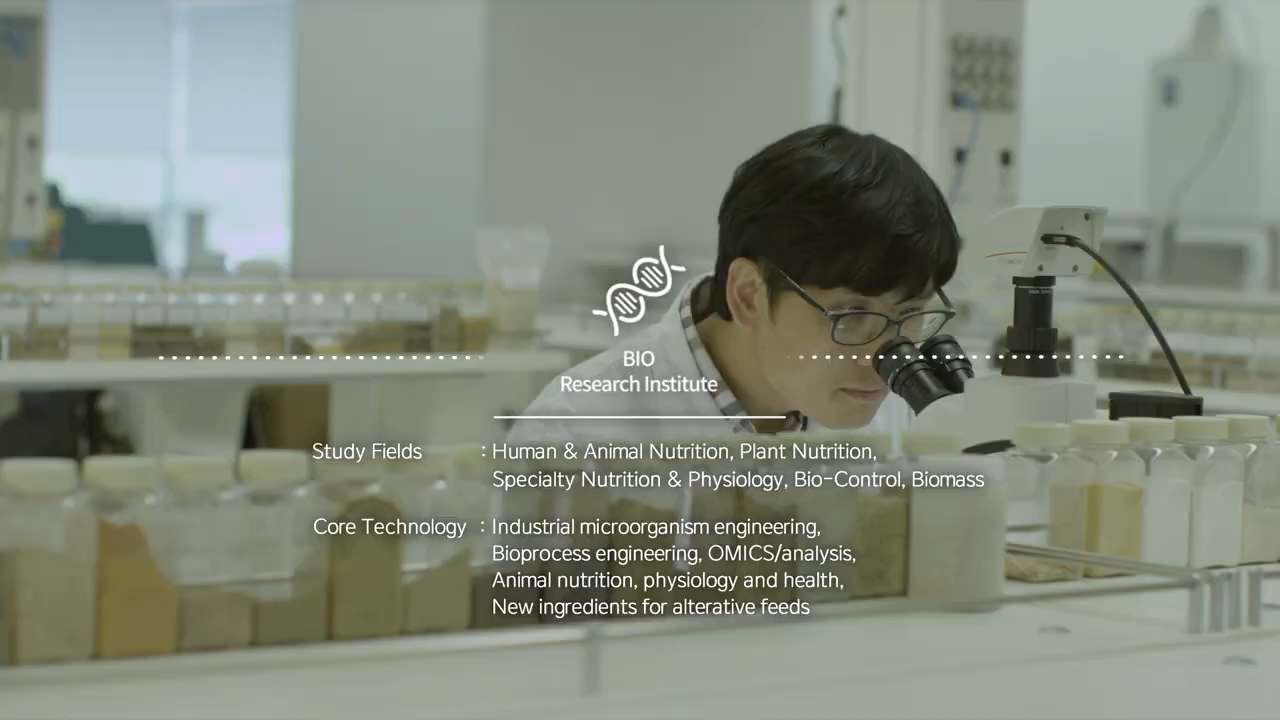 BIO
Research Institute
Study Fields : Human & Animal Nutrition, Plant Nutrition,
Specialty Nutrition & Physiology, Bio-Control, Biomass
Core Technology : Industrial microorganism engineering,
Bioprocess engineering, OMICS/analysis,
Animal nutrition, physiology and health,
New ingredients for alterative feeds